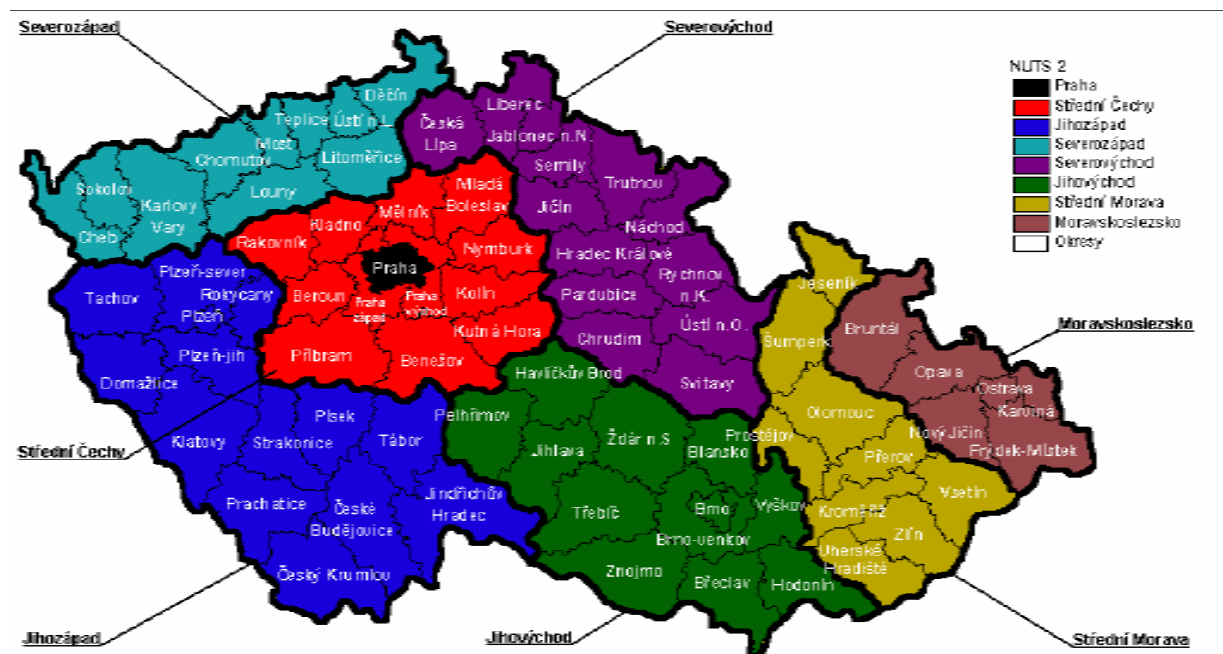 Severozápad
Severovýchod
NUTS 2
Praha
Střední Čechy
Jihozápad
Severozápad
Severovýchod
Jihovýchod
Střední Morava
Moravskoslezsko
Okresy
Děčín
Teplice
Ústí n.L.
Most
Chomutov
Litoměřice
Louny
Sokolov
Karlovy
Vary
Cheb
Liberec
Česká
Lípa
Jablonec n.N.
Semily
Trutnov
Jičín
Náchod
Hradec Králové
Rychnov
n.K.
Pardubice
Ústí n.O.
Chrudim
Svitavy
Mladá
Boleslav
Mělník
Kladno
Rakovník
Nymburk
Praha
Beroun
Praha
západ
Praha
východ
Kolín
Kutná Hora
Příbram
Benešov
Plzeň-sever
Tachov
Rokycany
Plzeň
Plzeň-jih
Domažlice
Klatovy
Písek
Strakonice
Tábor
Prachatice
České
Budějovice
Jindřichův
Hradec
Český Krumlov
Havlíčkův Brod
Pelhřimov
Jihlava
Žďár n.S
Blansko
Třebíč
Brno
Vyškov
Brno-venkov
Znojmo
Břeclav
Hodonín
Jeseník
Šumperk
Olomouc
Prostějov
Přerov
Kroměříž
Vsetín
Zlín
Uherské
Hradiště
Bruntál
Opava
Ostrava
Karviná
Nový Jičín
Frýdek-Místek
Moravskoslezsko
Střední Čechy
Jihozápad
Jihovýchod
Střední Morava